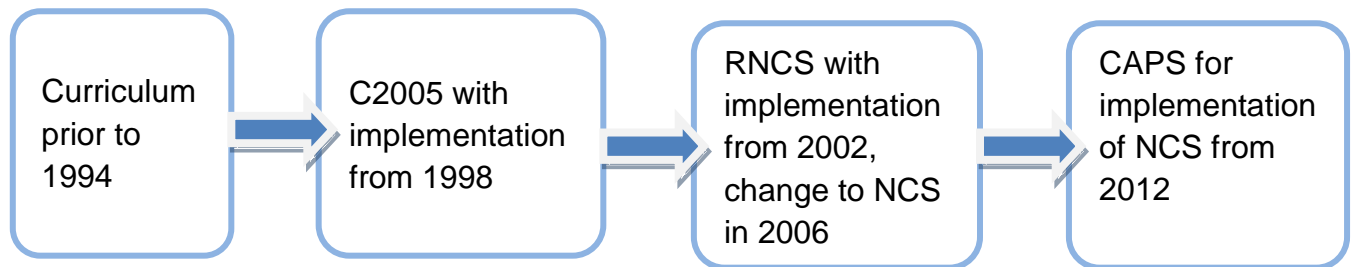 Curriculum
prior to
1994
C2005 with
implementation
from 1998
RNCS with
implementation
from 2002,
change to NCS
in 2006
CAPS for
implementation
of NCS from
2012